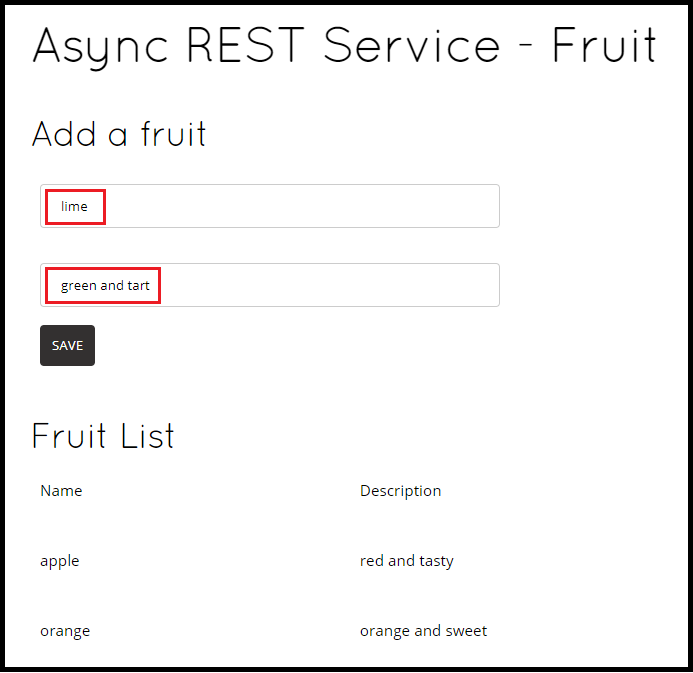 Async REST Service - Fruit
Add a fruit
lime
green and tart
SAVE
Fruit List
Name Description
apple red and tasty
orange orange and sweet